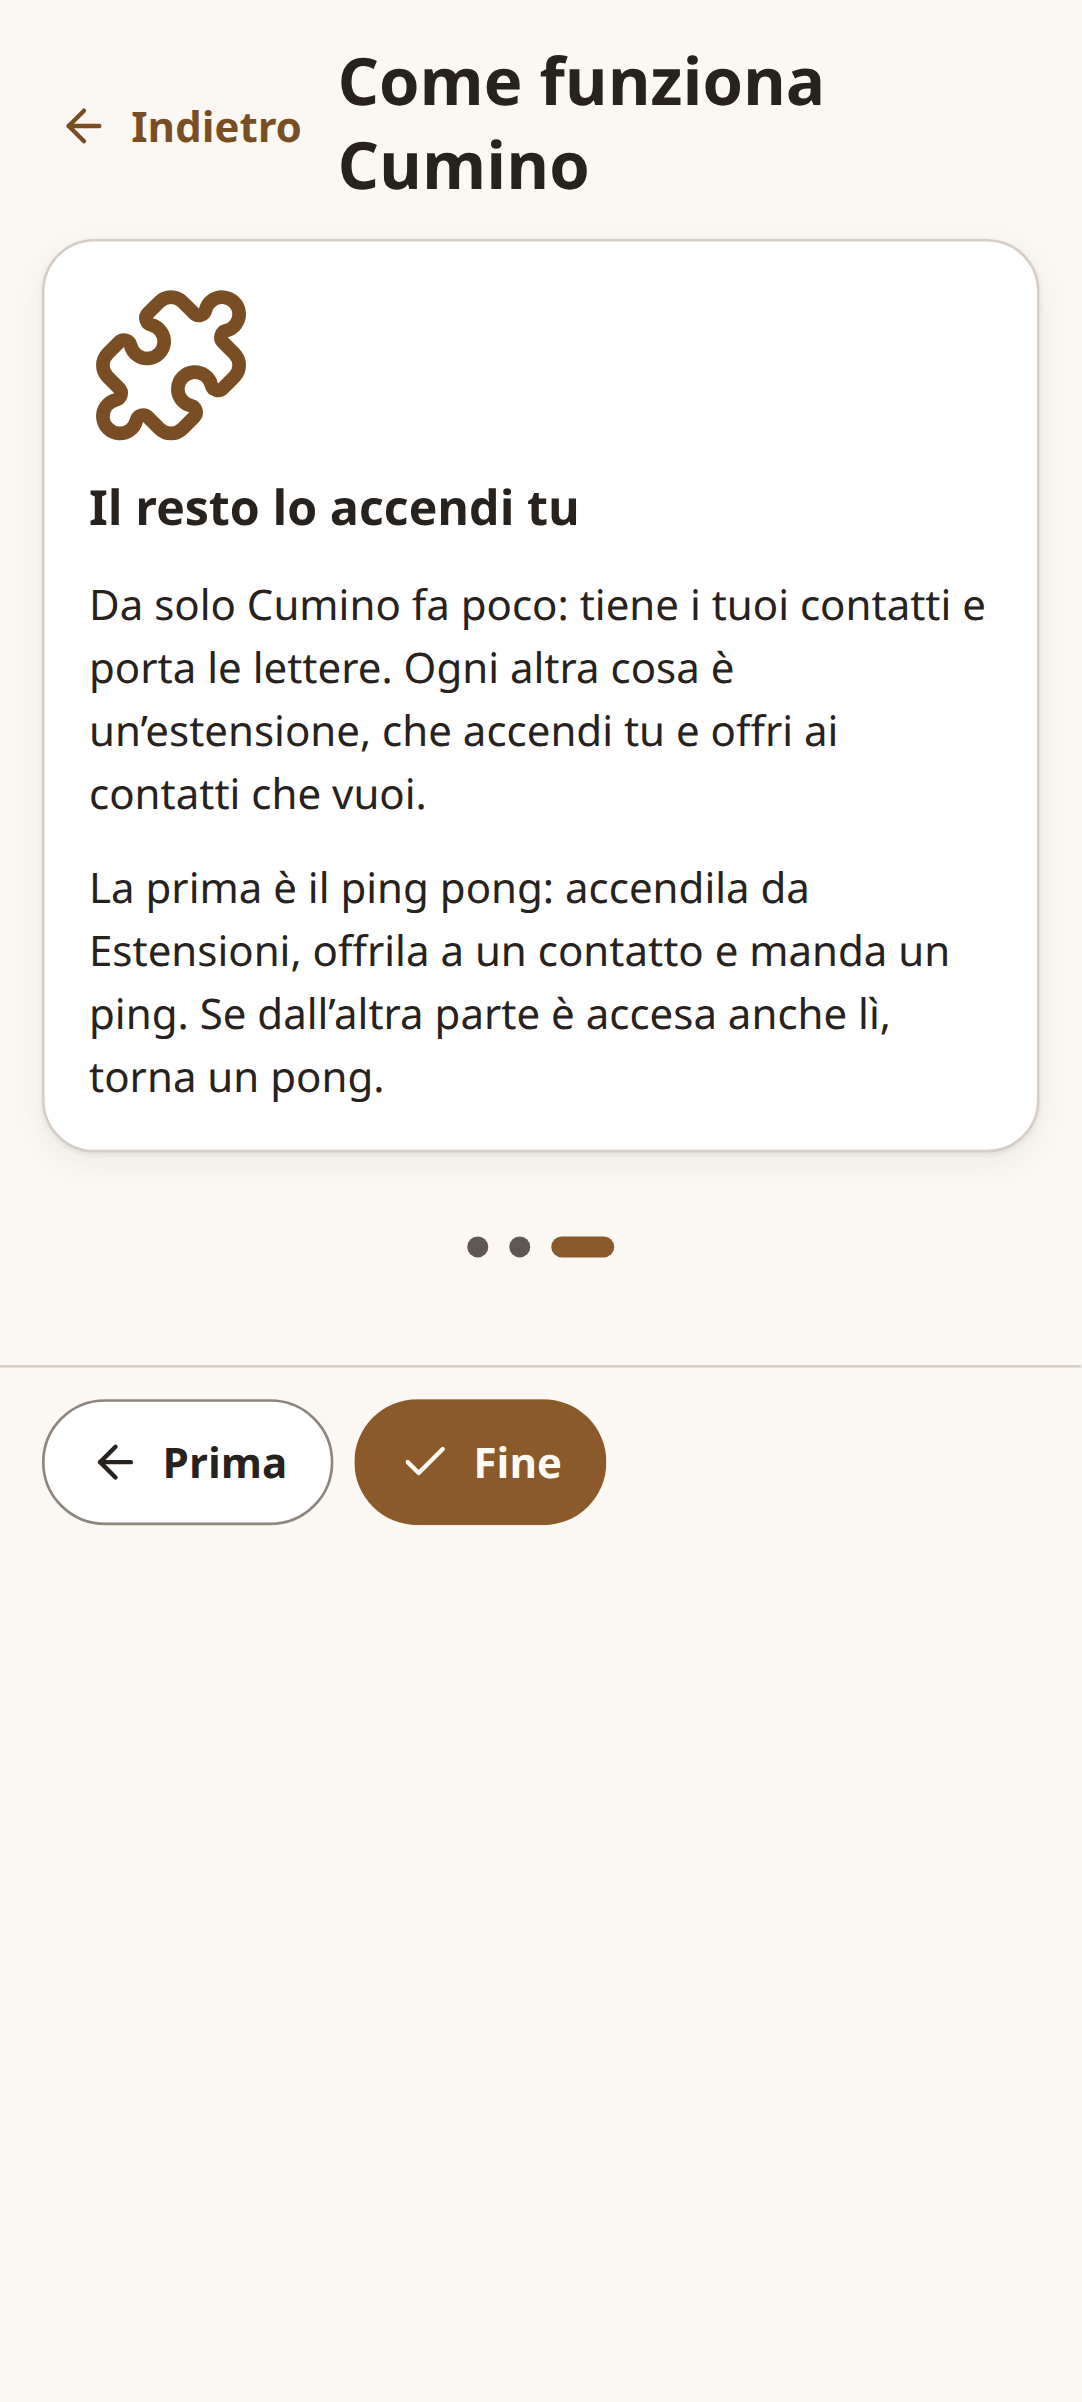 Indietro
Come funziona
Cumino
Il resto lo accendi tu
Da solo Cumino fa poco: tiene i tuoi contatti e
porta le lettere. Ogni altra cosa è
un’estensione, che accendi tu e offri ai
contatti che vuoi.
La prima è il ping pong: accendila da
Estensioni, offrila a un contatto e manda un
ping. Se dall’altra parte è accesa anche lì,
torna un pong.
Prima
Fine